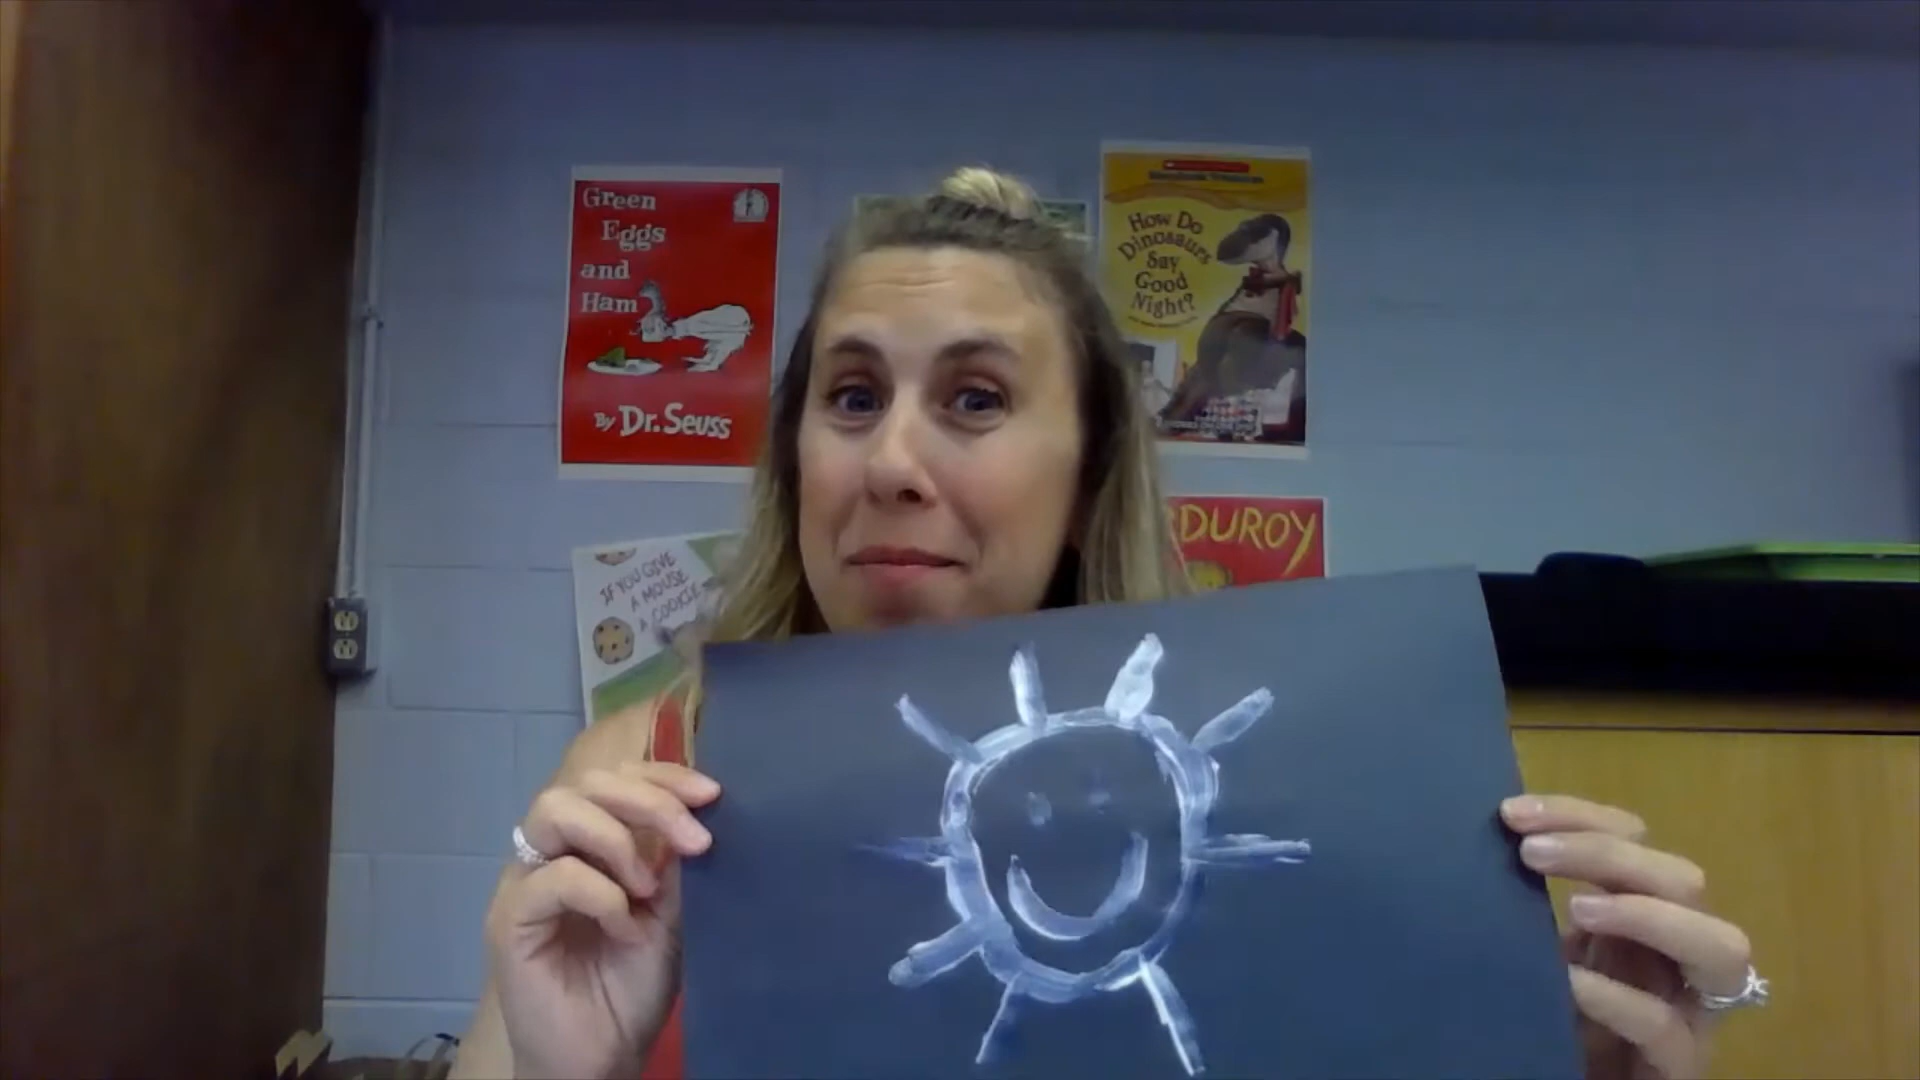 Green
Eggs
and
Ham
By Dr. Seuss
How Do
Dinosaurs
Say
Good
Night?
IF YOU GIVE
A MOUSE
A COOKIE
RDUROY